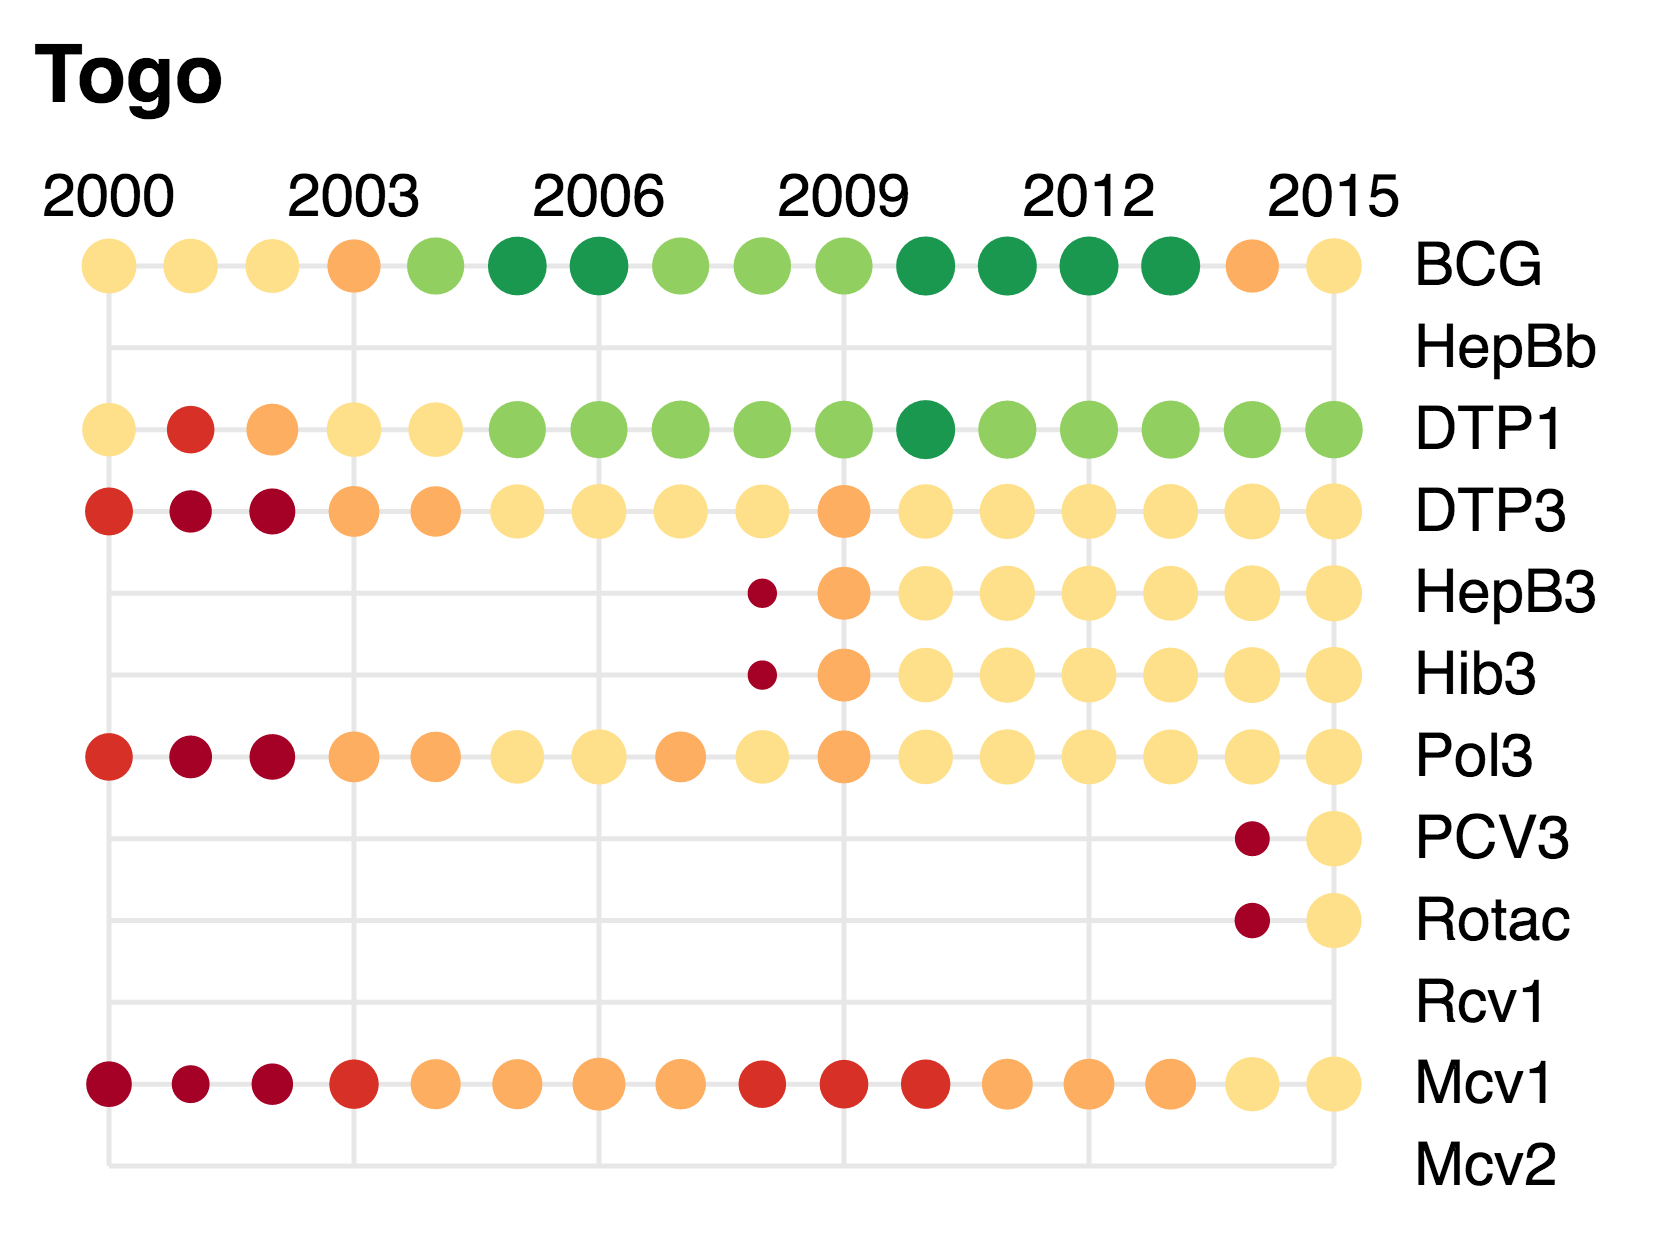 Togo
2000 2003 2006 2009 2012 2015
BCG
HepBb
DTP1
DTP3
HepB3
Hib3
Pol3
PCV3
Rotac
Rcv1
Mcv1
Mcv2